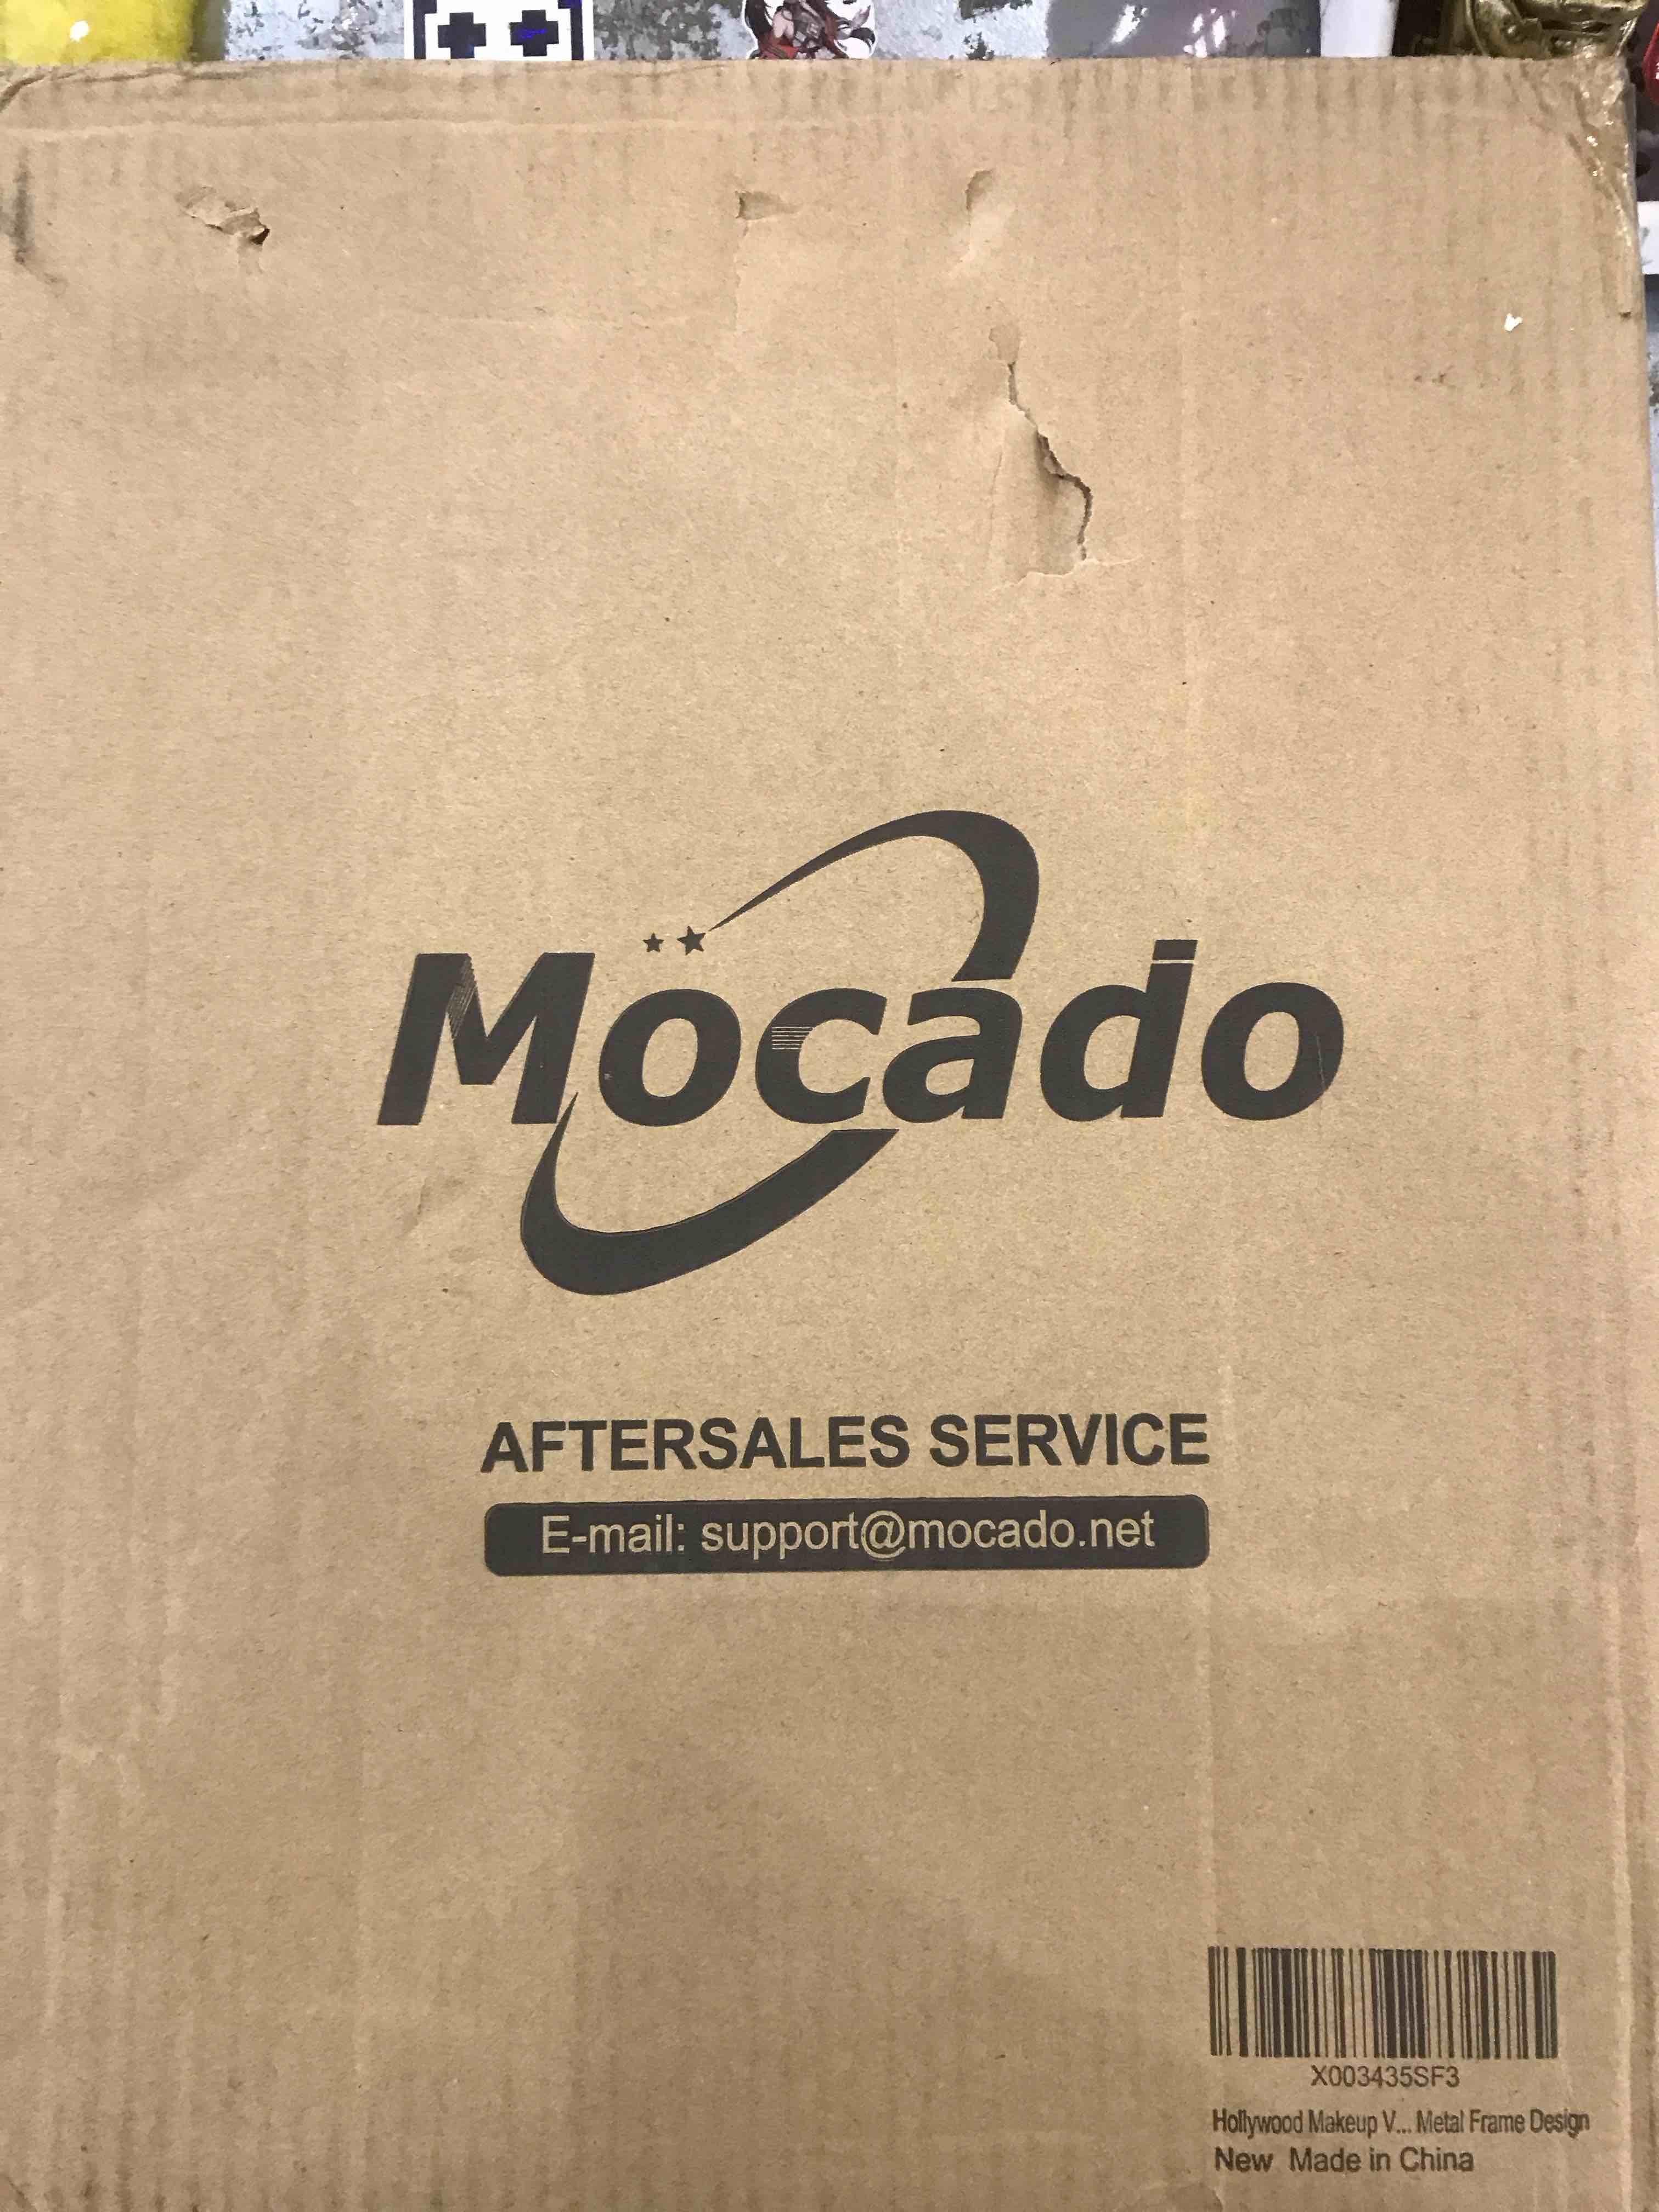 Mocado
AFTERSALES SERVICE
E-mail: support@mocado.net
X003435SF3
Hollywood Makeup V... Metal Frame Design
New Made in China